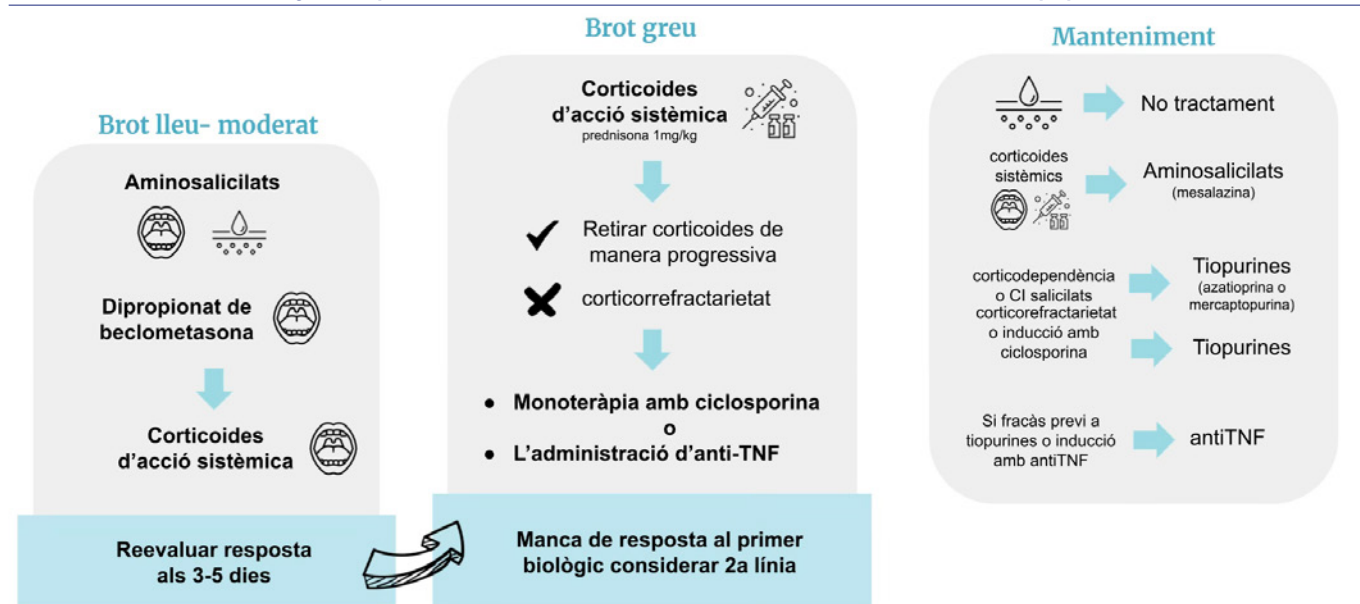 Brot lleu- moderat
Aminosalicilats
Dipropionat de
beclometasona
Corticoides
d'acció sistèmica
Reevaluar resposta
als 3-5 dies
Brot greu
Corticoides
d'acció sistèmica
prednisona 1mg/kg
Retirar corticoides de
manera progressiva
corticorrefractarietat
● Monoteràpia amb ciclosporina
o
● L'administració d'anti-TNF
Manca de resposta al primer
biològic considerar 2a línia
Manteniment
No tractament
corticoides
sistèmics
Aminosalicilats
(mesalazina)
corticodependència
o CI salicilats
Tiopurines
(azatioprina o
mercaptopurina)
corticorefractarietat
o inducció amb
ciclosporina
Tiopurines
Si fracàs previ a
tiopurines o inducció
amb antiTNF
antiTNF